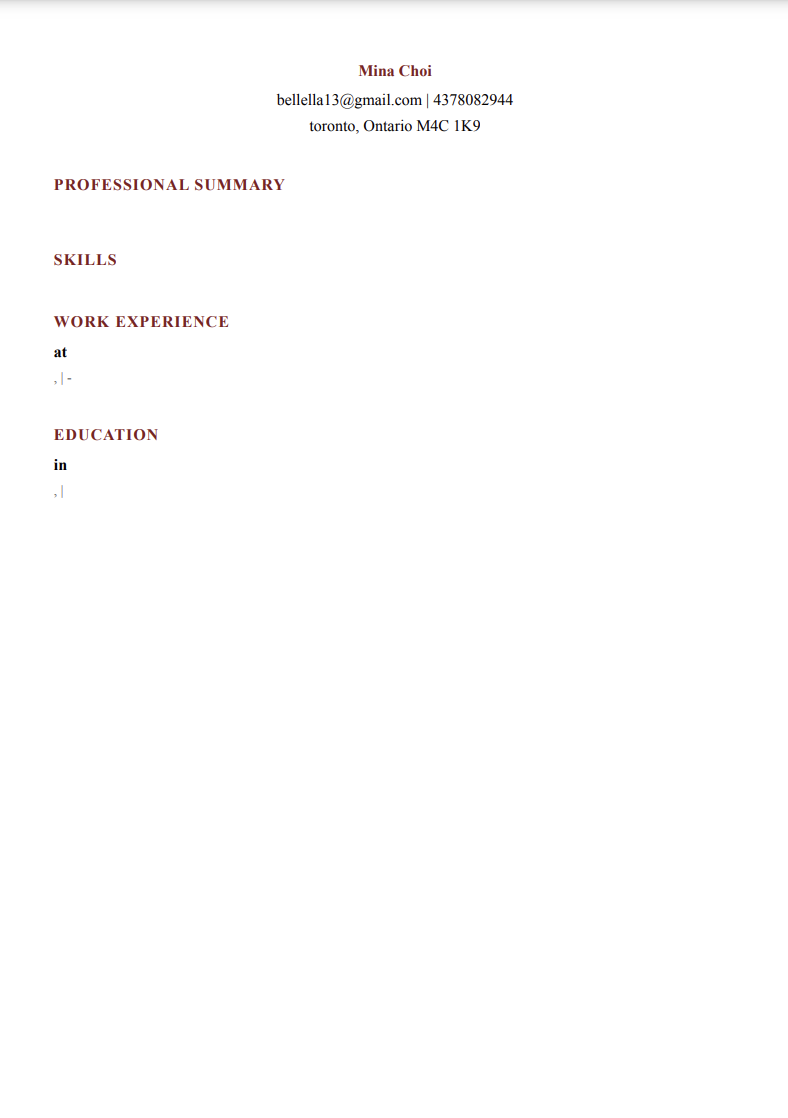 Mina Choi
bellella13@gmail.com | 4378082944
toronto, Ontario M4C 1K9
PROFESSIONAL SUMMARY
SKILLS
WORK EXPERIENCE
at
, | -
EDUCATION
in
, |